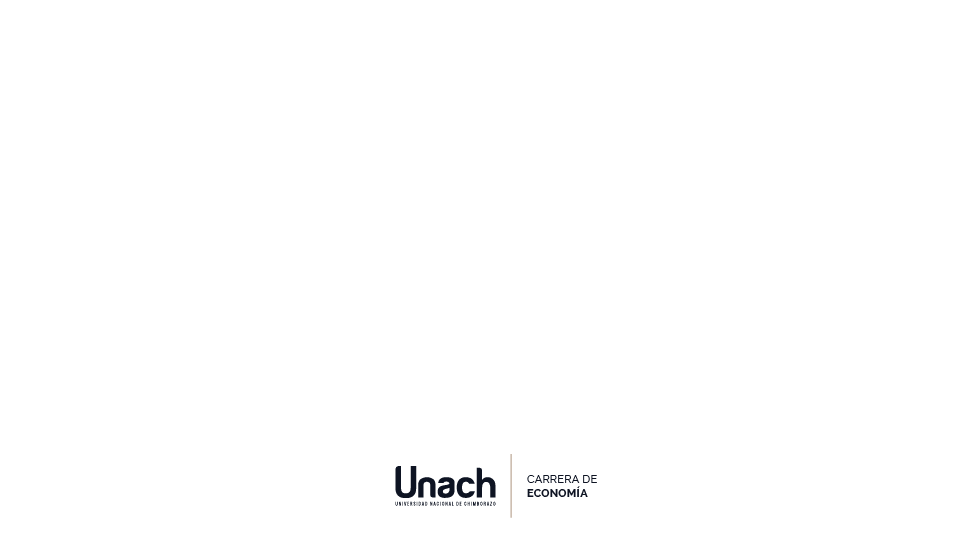 Unach
UNIVERSIDAD NACIONAL DE CHIMBORAZO
CARRERA DE
ECONOMÍA